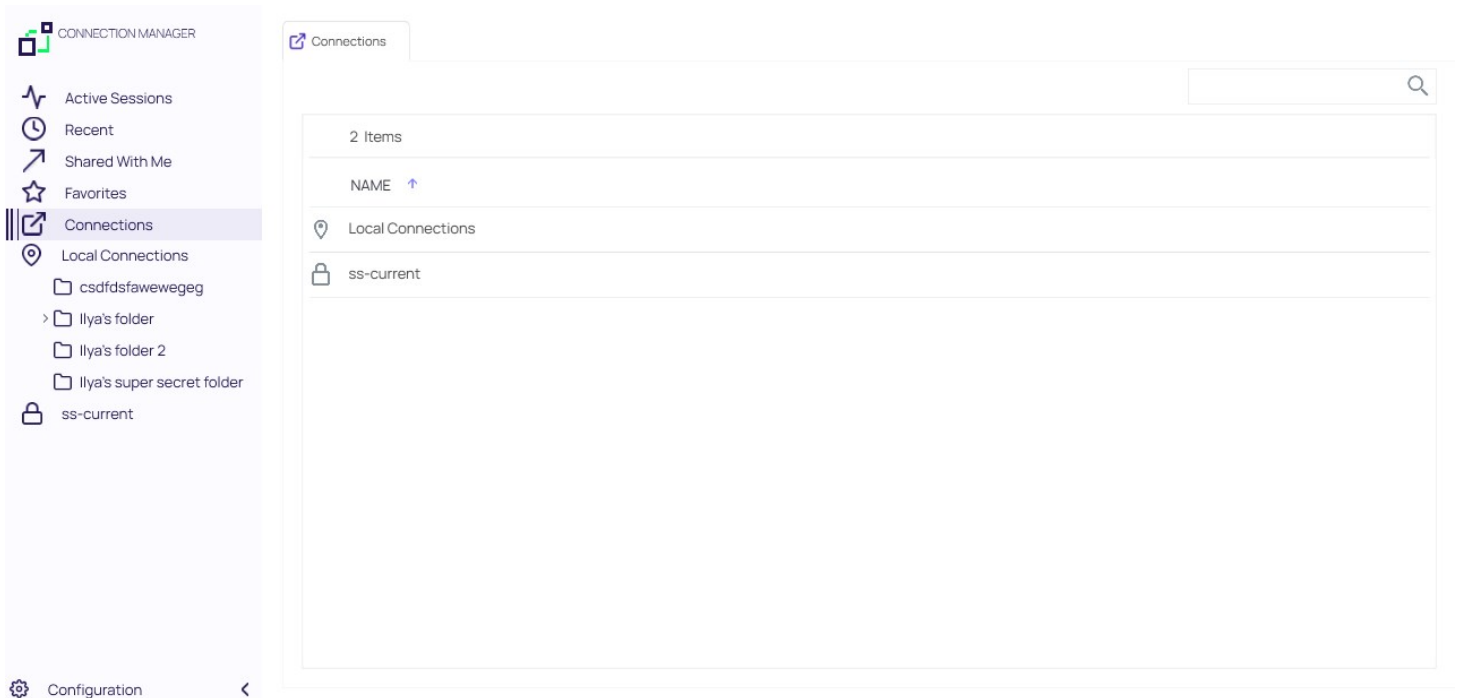 CONNECTION MANAGER
Active Sessions
Recent
Shared With Me
Favorites
Connections
Local Connections
csdfdsfawewegeg
Ilya's folder
Ilya's folder 2
Ilya's super secret folder
ss-current
Configuration
Connections
2 Items
NAME
Local Connections
ss-current